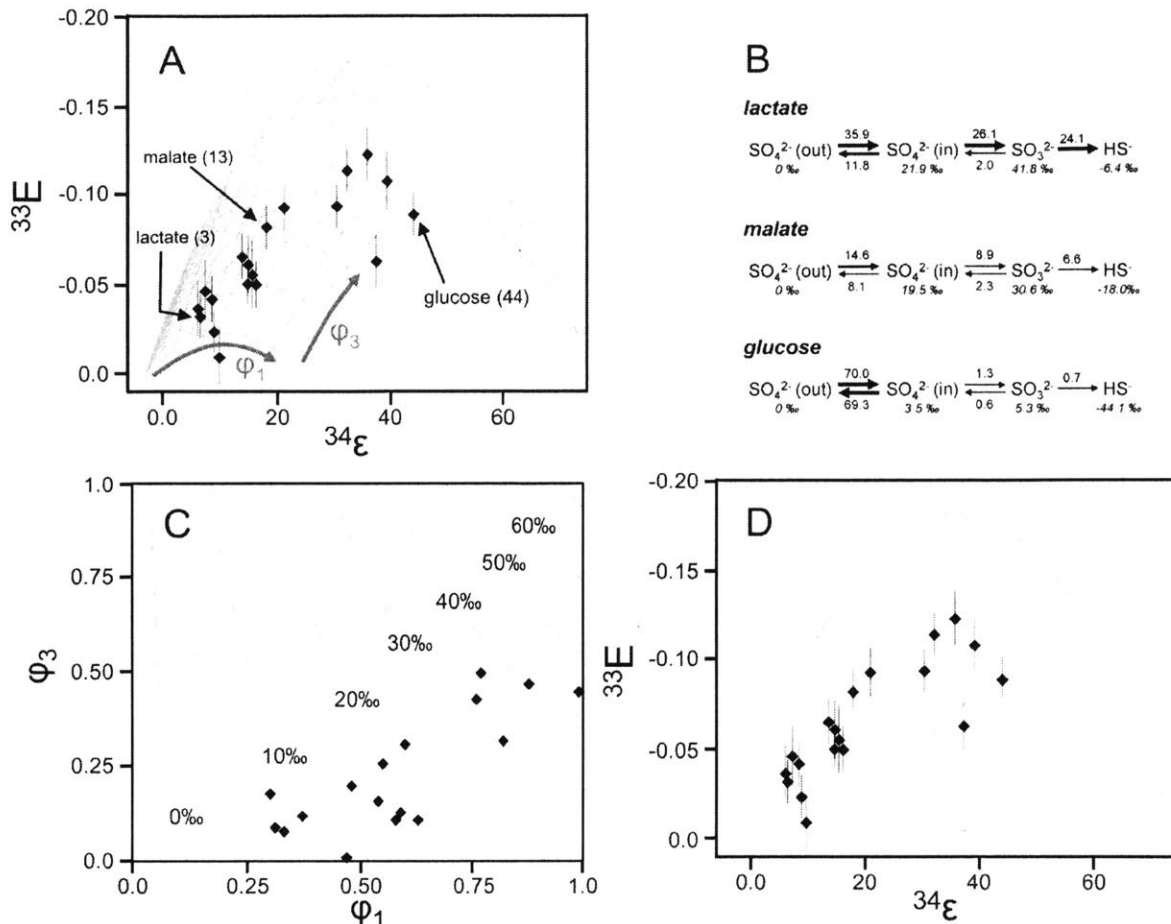 A
-0.20
-0.15
-0.10
-0.05
0.0
³³E
malate (13)
lactate (3)
glucose (44)
φ₁
φ₃
0.0
20
40
60
³⁴ε
B
lactate
35.9 26.1 24.1
SO₄²⁻ (out) SO₄²⁻ (in) SO₃²⁻ HS⁻
11.8 2.0
0 ‰ 21.9 ‰ 41.8 ‰ -6.4 ‰
malate
14.6 8.9 6.6
SO₄²⁻ (out) SO₄²⁻ (in) SO₃²⁻ HS⁻
8.1 2.3
0 ‰ 19.5 ‰ 30.6 ‰ -18.0‰
glucose
70.0 1.3 0.7
SO₄²⁻ (out) SO₄²⁻ (in) SO₃²⁻ HS⁻
69.3 0.6
0 ‰ 3.5 ‰ 5.3 ‰ -44.1 ‰
C
1.0
0.75
0.50
0.25
0.0
φ₃
60‰
50‰
40‰
30‰
20‰
10‰
0‰
0.0
0.25
0.50
0.75
1.0
φ₁
D
-0.20
-0.15
-0.10
-0.05
0.0
³³E
0.0
20
40
60
³⁴ε